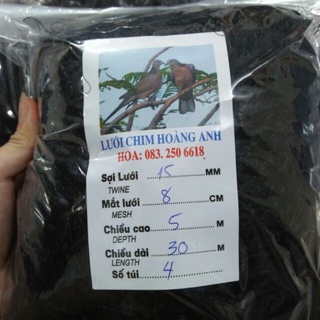 LƯỚI CHIM HOÀNG ANH
HOA: 083. 250 6618
Sợi Lưới 15 MM
TWINE
Mắt lưới 8 CM
MESH
Chiều cao 5 M
DEPTH
Chiều dài 30 M
LENGTH
Số túi: 4